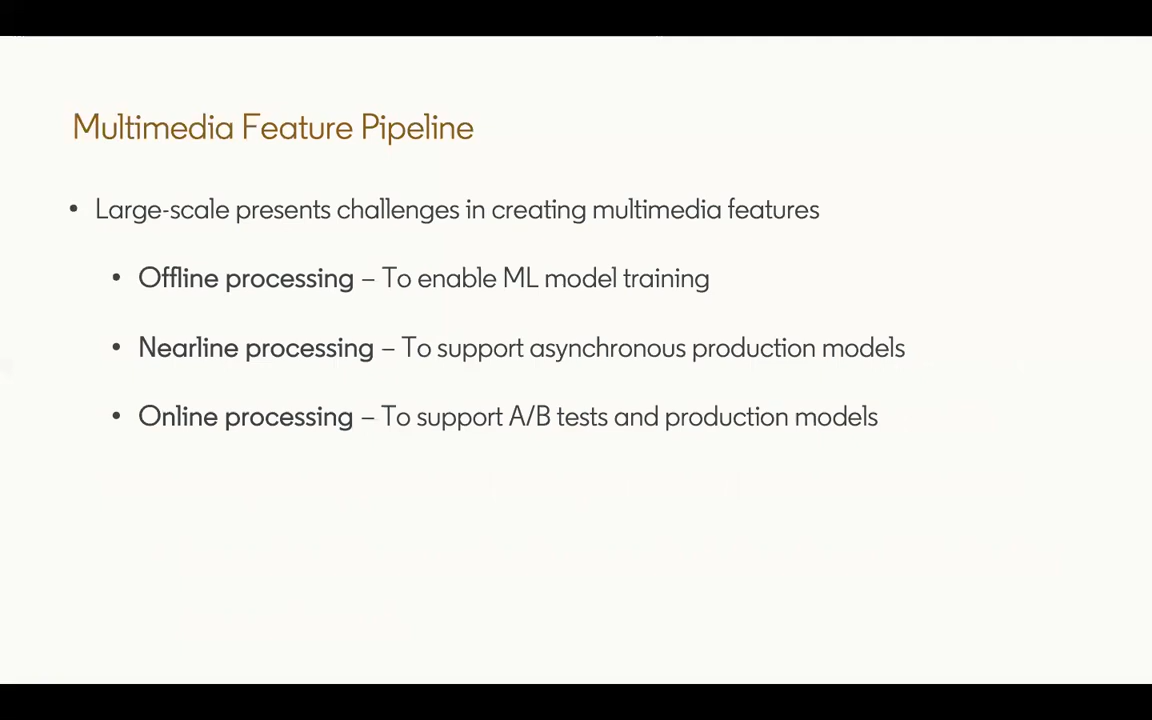 Multimedia Feature Pipeline
• Large-scale presents challenges in creating multimedia features
• Offline processing – To enable ML model training
• Nearline processing – To support asynchronous production models
• Online processing – To support A/B tests and production models